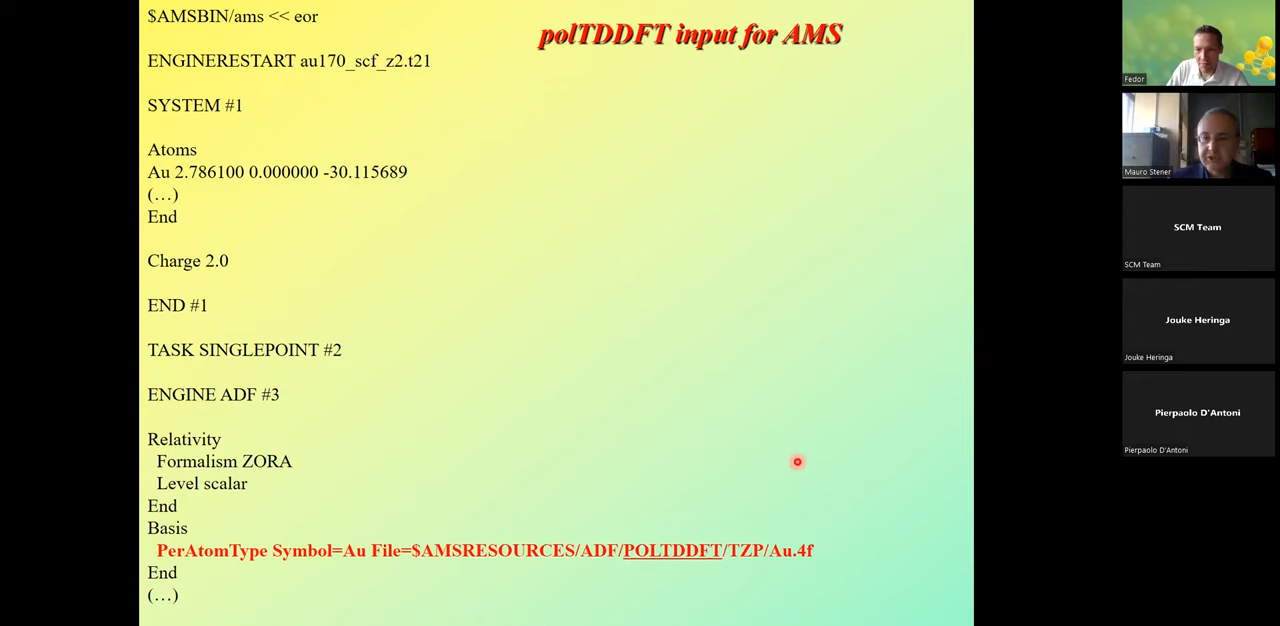 polTDDFT input for AMS
$AMSBIN/ams << eor
ENGINERESTART au170_scf_z2.t21
SYSTEM #1
Atoms
Au 2.786100 0.000000 -30.115689
(…)
End
Charge 2.0
END #1
TASK SINGLEPOINT #2
ENGINE ADF #3
Relativity
Formalism ZORA
Level scalar
End
Basis
PerAtomType Symbol=Au File=$AMSRESOURCES/ADF/POLTDDFT/TZP/Au.4f
End
(…)
Fedor
Mauro Stener
SCM Team
SCM Team
Jouke Heringa
Jouke Heringa
Pierpaolo D'Antoni
Pierpaolo D'Antoni